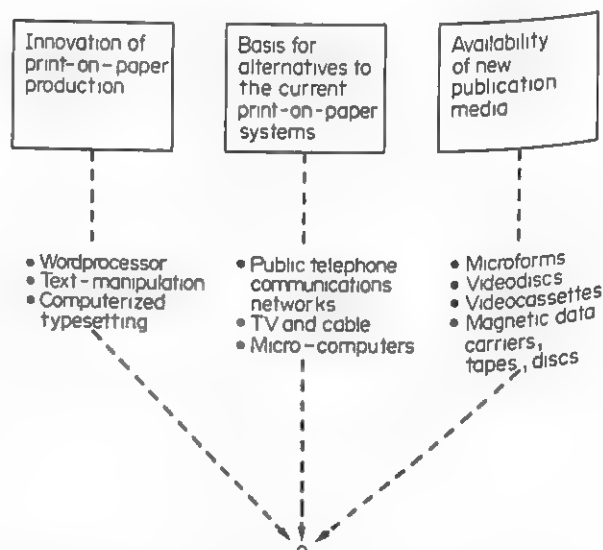 Innovation of
print-on-paper
production
Basis for
alternatives to
the current
print-on-paper
systems
Availability
of new
publication
media
• Wordprocessor
• Text-manipulation
• Computerized
typesetting
• Public telephone
communications
networks
• TV and cable
• Micro-computers
• Microforms
• Videodiscs
• Videocassettes
• Magnetic data
carriers,
tapes, discs